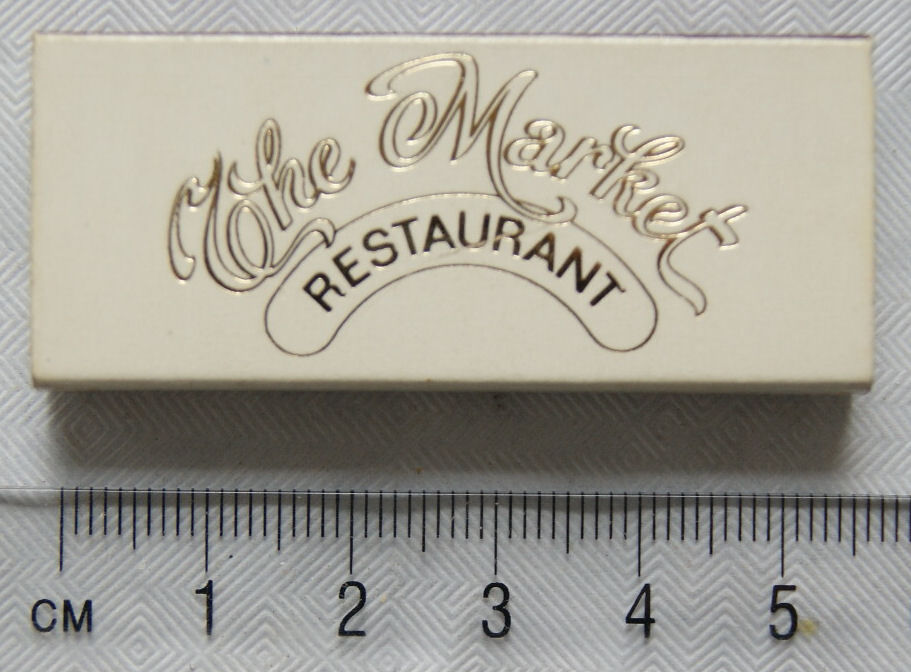 The Market
RESTAURANT
CM 1 2 3 4 5